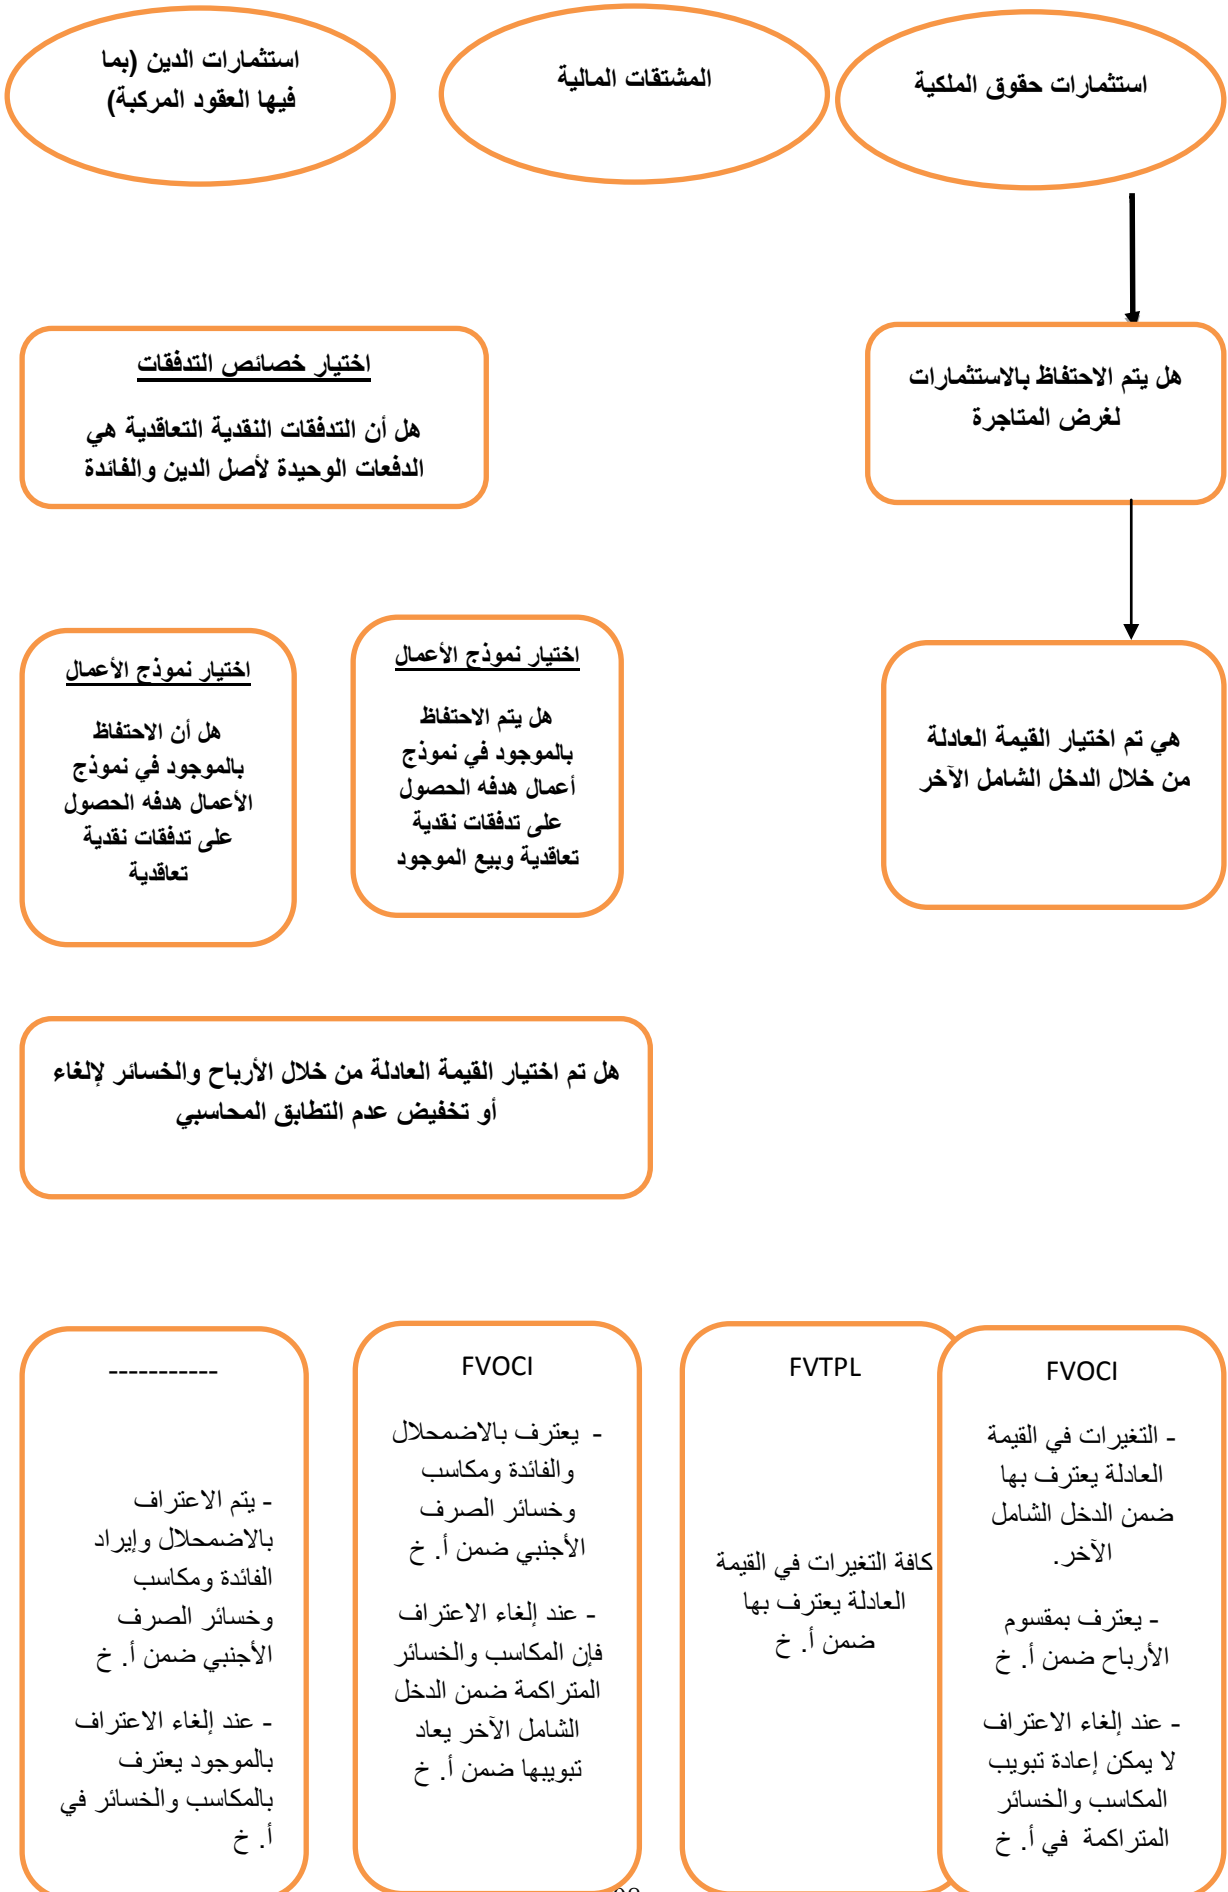 استثمارات حقوق الملكية
المشتقات المالية
استثمارات الدين (بما
فيها العقود المركبة)
هل يتم الاحتفاظ بالاستثمارات
لغرض المتاجرة
اختيار خصائص التدفقات
هل أن التدفقات النقدية التعاقدية هي
الدفعات الوحيدة لأصل الدين والفائدة
هي تم اختيار القيمة العادلة
من خلال الدخل الشامل الآخر
اختيار نموذج الأعمال
هل يتم الاحتفاظ
بالموجود في نموذج
أعمال هدفه الحصول
على تدفقات نقدية
تعاقدية وبيع الموجود
اختيار نموذج الأعمال
هل أن الاحتفاظ
بالموجود في نموذج
الأعمال هدفه الحصول
على تدفقات نقدية
تعاقدية
هل تم اختيار القيمة العادلة من خلال الأرباح والخسائر لإلغاء
أو تخفيض عدم التطابق المحاسبي
FVOCI
- التغيرات في القيمة
العادلة يعترف بها
ضمن الدخل الشامل
الآخر.
- يعترف بمقسوم
الأرباح ضمن أ. خ
- عند إلغاء الاعتراف
لا يمكن إعادة تبويب
المكاسب والخسائر
المتراكمة في أ. خ
FVTPL
كافة التغيرات في القيمة
العادلة يعترف بها
ضمن أ. خ
FVOCI
- يعترف بالاضمحلال
والفائدة ومكاسب
وخسائر الصرف
الأجنبي ضمن أ. خ
- عند إلغاء الاعتراف
فإن المكاسب والخسائر
المتراكمة ضمن الدخل
الشامل الآخر يعاد
تبويبها ضمن أ. خ
-----------
- يتم الاعتراف
بالاضمحلال وإيراد
الفائدة ومكاسب
وخسائر الصرف
الأجنبي ضمن أ. خ
- عند إلغاء الاعتراف
بالموجود يعترف
بالمكاسب والخسائر في
أ. خ